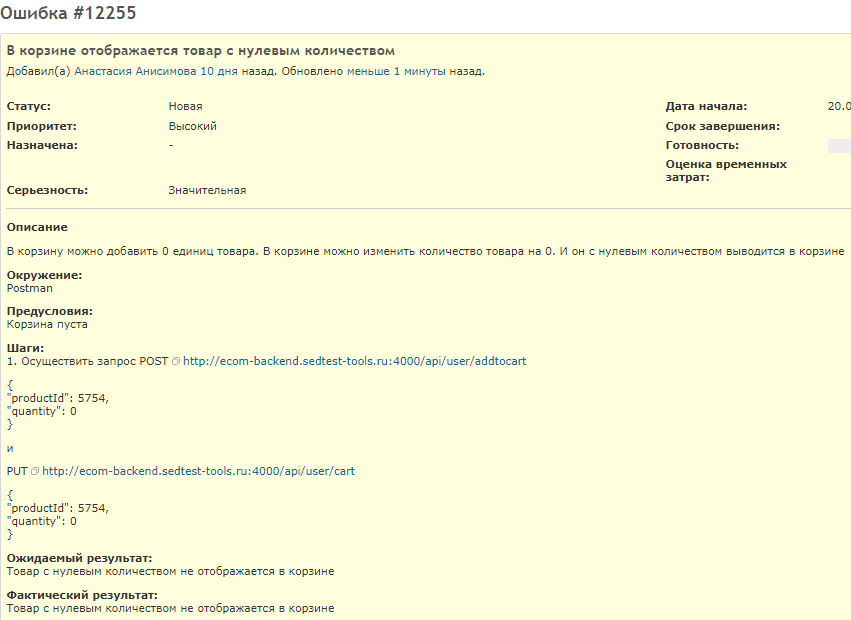 Ошибка #12255
В корзине отображается товар с нулевым количеством
Добавил(а) Анастасия Анисимова 10 дня назад. Обновлено меньше 1 минуты назад.
Статус: Новая Дата начала: 20.0
Приоритет: Высокий Срок завершения:
Назначена: - Готовность:
Оценка временных
затрат:
Серьезность: Значительная
Описание
В корзину можно добавить 0 единиц товара. В корзине можно изменить количество товара на 0. И он с нулевым количеством выводится в корзине
Окружение:
Postman
Предусловия:
Корзина пуста
Шаги:
1. Осуществить запрос POST http://ecom-backend.sedtest-tools.ru:4000/api/user/addtocart
{
"productId": 5754,
"quantity": 0
}
и
PUT http://ecom-backend.sedtest-tools.ru:4000/api/user/cart
{
"productId": 5754,
"quantity": 0
}
Ожидаемый результат:
Товар с нулевым количеством не отображается в корзине
Фактический результат:
Товар с нулевым количеством не отображается в корзине